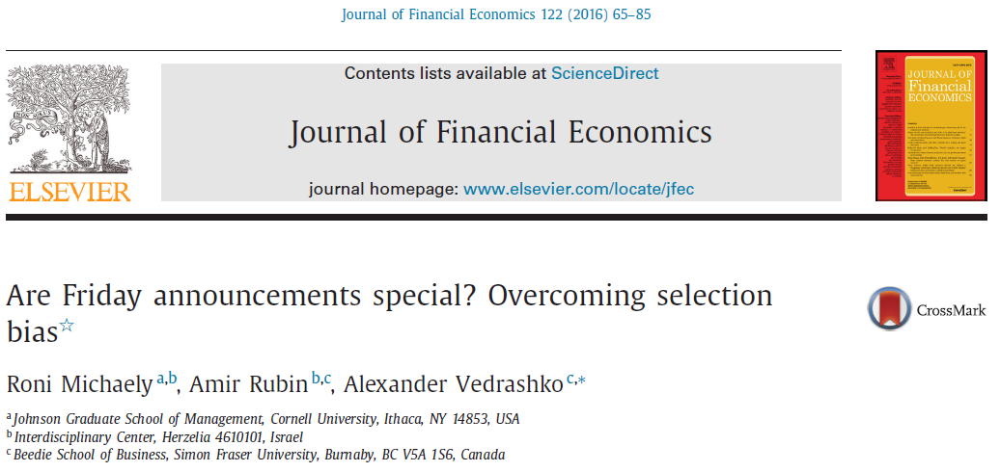 Journal of Financial Economics 122 (2016) 65–85
Contents lists available at ScienceDirect
Journal of Financial Economics
journal homepage: www.elsevier.com/locate/jfec
ELSEVIER
JOURNAL OF
Financial
ECONOMICS
Are Friday announcements special? Overcoming selection
bias☆
CrossMark
Roni Michaely a,b, Amir Rubin b,c, Alexander Vedrashko c,*
a Johnson Graduate School of Management, Cornell University, Ithaca, NY 14853, USA
b Interdisciplinary Center, Herzelia 4610101, Israel
c Beedie School of Business, Simon Fraser University, Burnaby, BC V5A 1S6, Canada